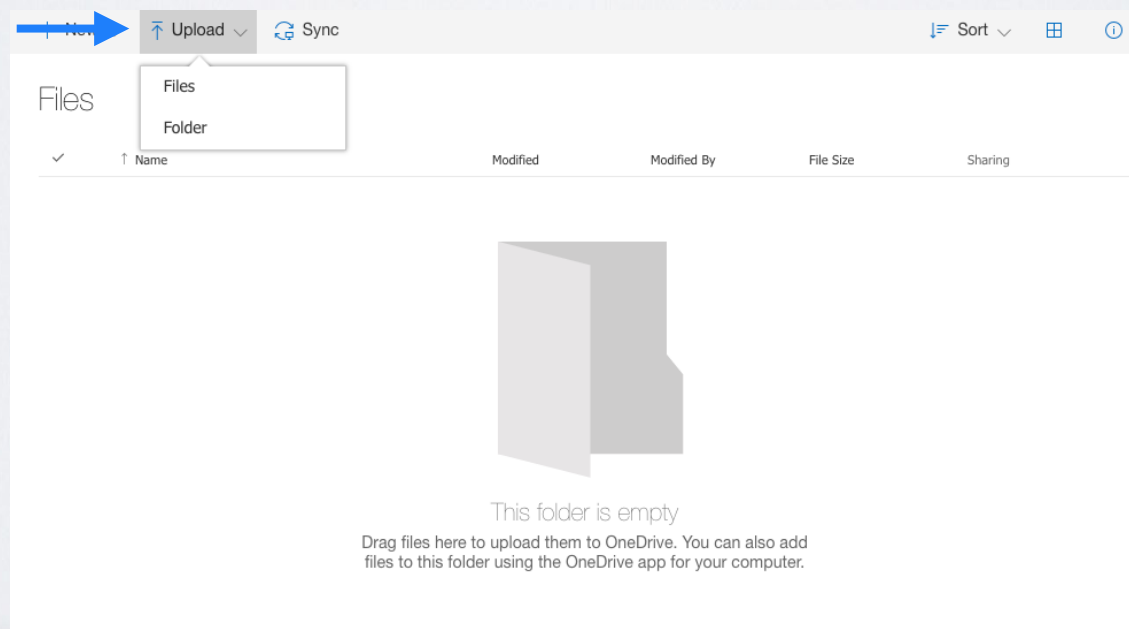 New
Upload
Sync
Sort
Files
Folder
Files
Name
Modified
Modified By
File Size
Sharing
This folder is empty
Drag files here to upload them to OneDrive. You can also add
files to this folder using the OneDrive app for your computer.